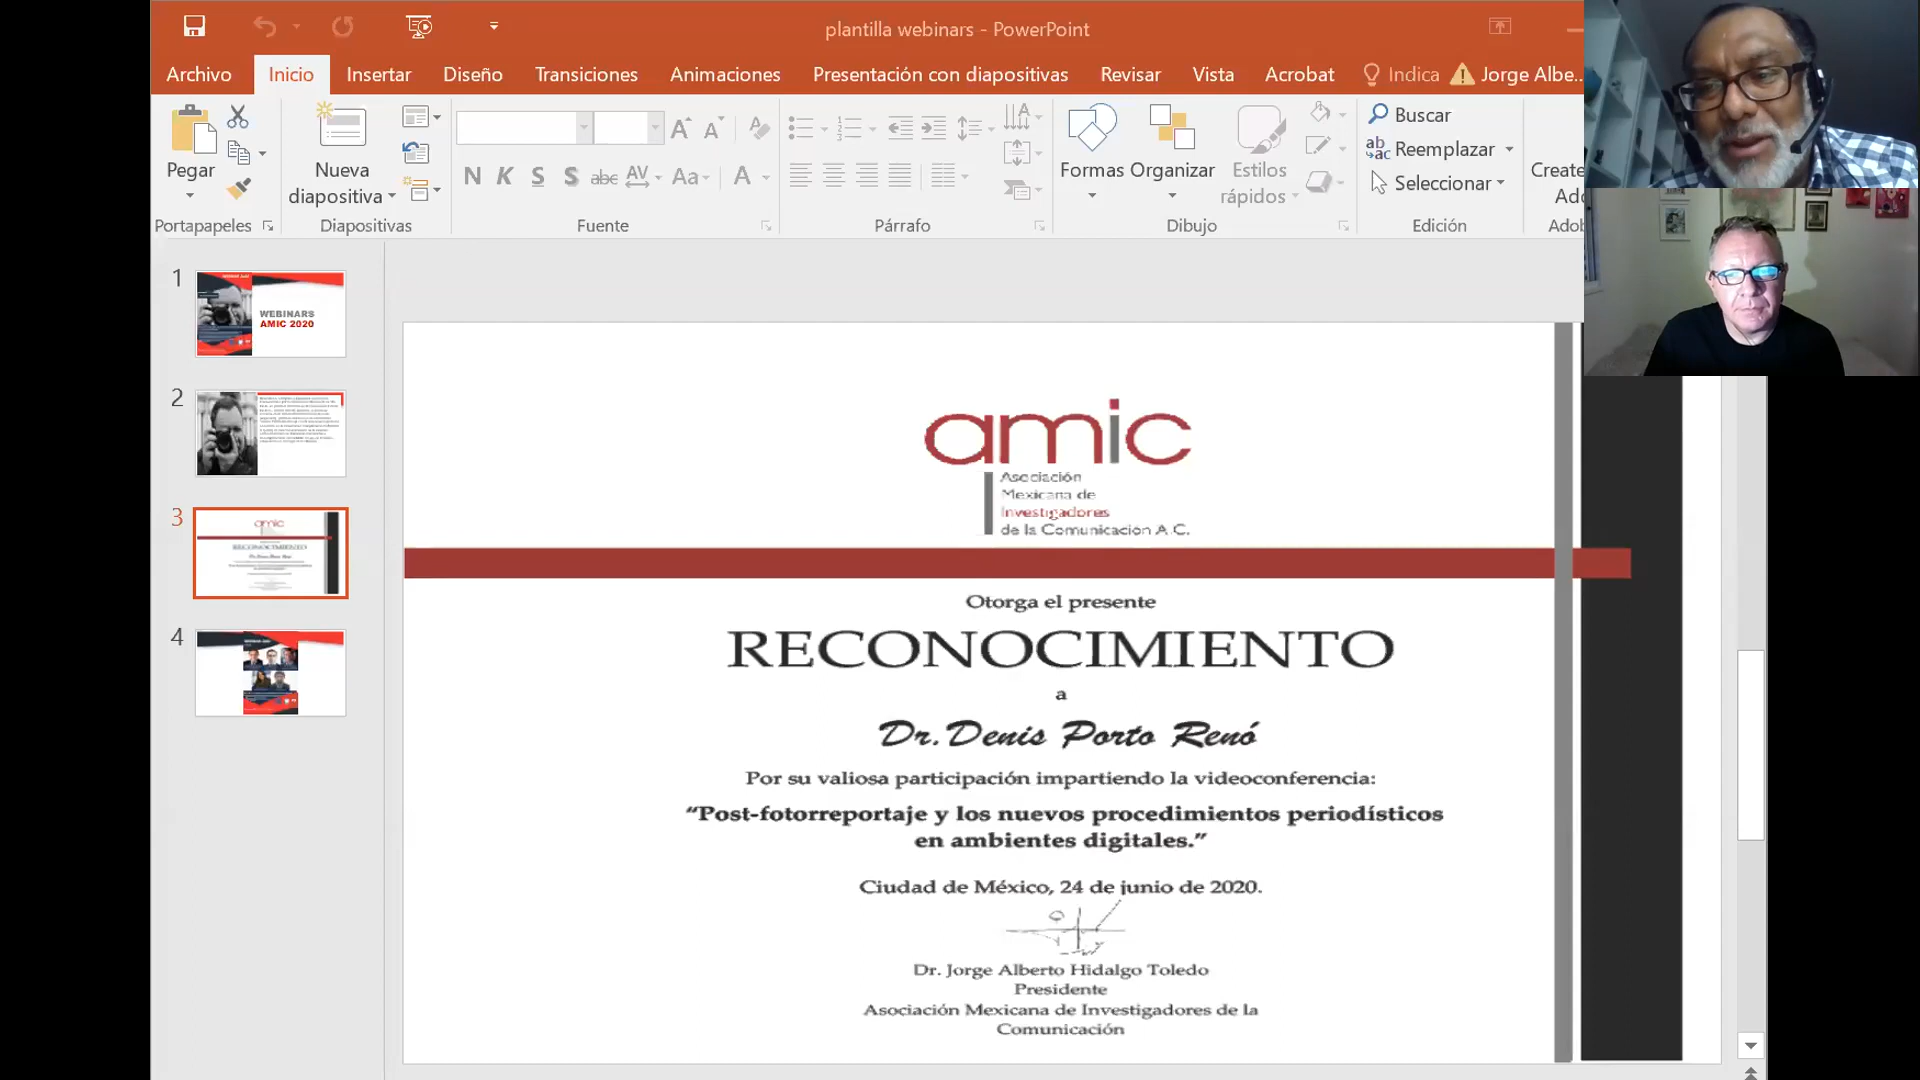 plantilla webinars - PowerPoint
Archivo Inicio Insertar Diseño Transiciones Animaciones Presentación con diapositivas Revisar Vista Acrobat Indica Jorge Albe...
Pegar
Nueva
diapositiva
Formas Organizar Estilos
rápidos
Buscar
Reemplazar
Seleccionar
Create
Portapapeles Diapositivas Fuente Párrafo Dibujo Edición
N K S S abc AV Aa A
1
WEBINARS
AMIC 2020
2
3
amic
RECONOCIMIENTO
4
amic
Asociación
Mexicana de
Investigadores
de la Comunicación A.C.
Otorga el presente
RECONOCIMIENTO
a
Dr. Denis Porto Renó
Por su valiosa participación impartiendo la videoconferencia:
“Post-fotorreportaje y los nuevos procedimientos periodísticos
en ambientes digitales.”
Ciudad de México, 24 de junio de 2020.
Dr. Jorge Alberto Hidalgo Toledo
Presidente
Asociación Mexicana de Investigadores de la
Comunicación